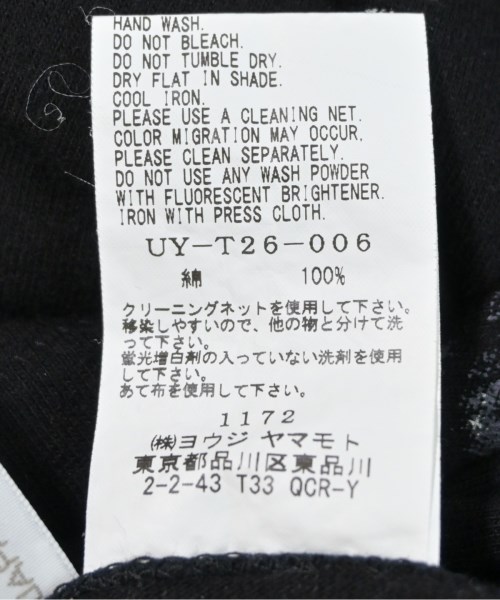 HAND WASH.
DO NOT BLEACH.
DO NOT TUMBLE DRY.
DRY FLAT IN SHADE.
COOL IRON.
PLEASE USE A CLEANING NET.
COLOR MIGRATION MAY OCCUR.
PLEASE CLEAN SEPARATELY.
DO NOT USE ANY WASH POWDER
WITH FLUORESCENT BRIGHTENER.
IRON WITH PRESS CLOTH.
UY-T26-006
綿 100%
クリーニングネットを使用して下さい。
移染しやすいので、他の物と分けて洗
って下さい。
蛍光増白剤の入っていない洗剤を使用
して下さい。
あて布を使用して下さい。
1172
㈱ヨウジ ヤマモト
東京都品川区東品川
2-2-43 T33 QCR-Y